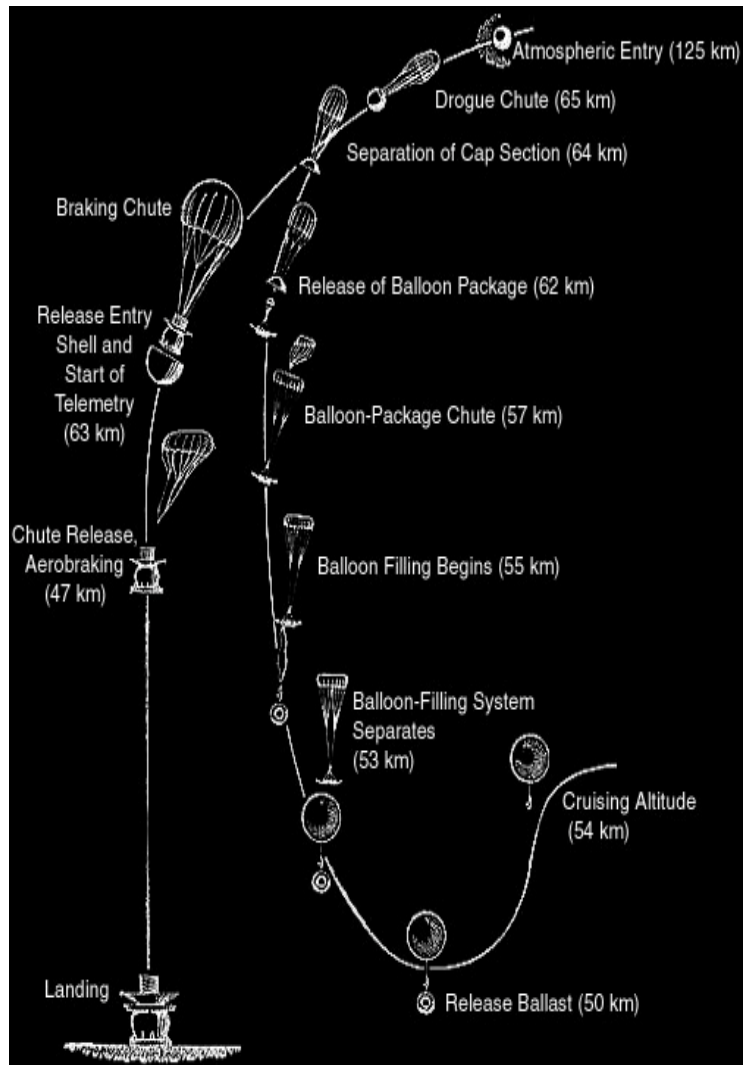 Atmospheric Entry (125 km)
Drogue Chute (65 km)
Separation of Cap Section (64 km)
Braking Chute
Release of Balloon Package (62 km)
Release Entry
Shell and
Start of
Telemetry
(63 km)
Balloon-Package Chute (57 km)
Chute Release,
Aerobraking
(47 km)
Balloon Filling Begins (55 km)
Balloon-Filling System
Separates
(53 km)
Cruising Altitude
(54 km)
Landing
Release Ballast (50 km)